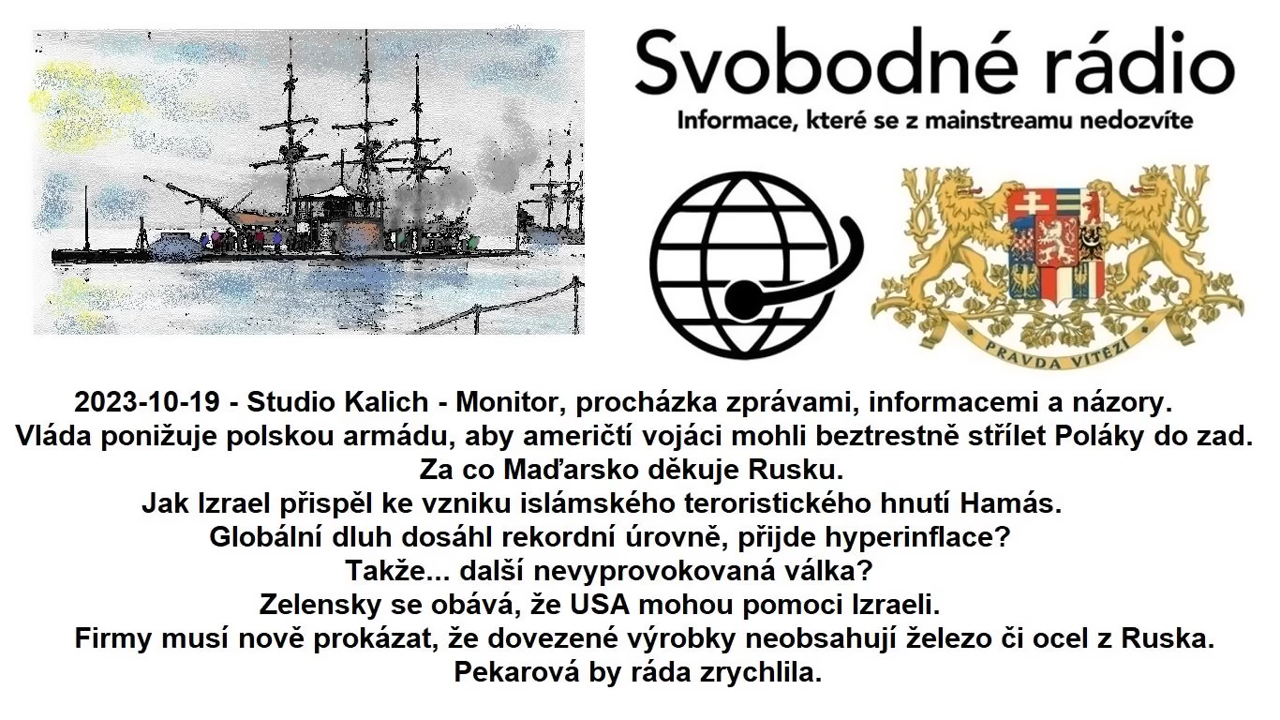 Svobodné rádio
Informace, které se z mainstreamu nedozvíte
PRAVDA VÍTĚZÍ
2023-10-19 - Studio Kalich - Monitor, procházka zprávami, informacemi a názory.
Vláda ponižuje polskou armádu, aby američtí vojáci mohli beztrestně střílet Poláky do zad.
Za co Maďarsko děkuje Rusku.
Jak Izrael přispěl ke vzniku islámského teroristického hnutí Hamás.
Globální dluh dosáhl rekordní úrovně, přijde hyperinflace?
Takže... další nevyprovokovaná válka?
Zelensky se obává, že USA mohou pomoci Izraeli.
Firmy musí nově prokázat, že dovezené výrobky neobsahují železo či ocel z Ruska.
Pekarová by ráda zrychlila.